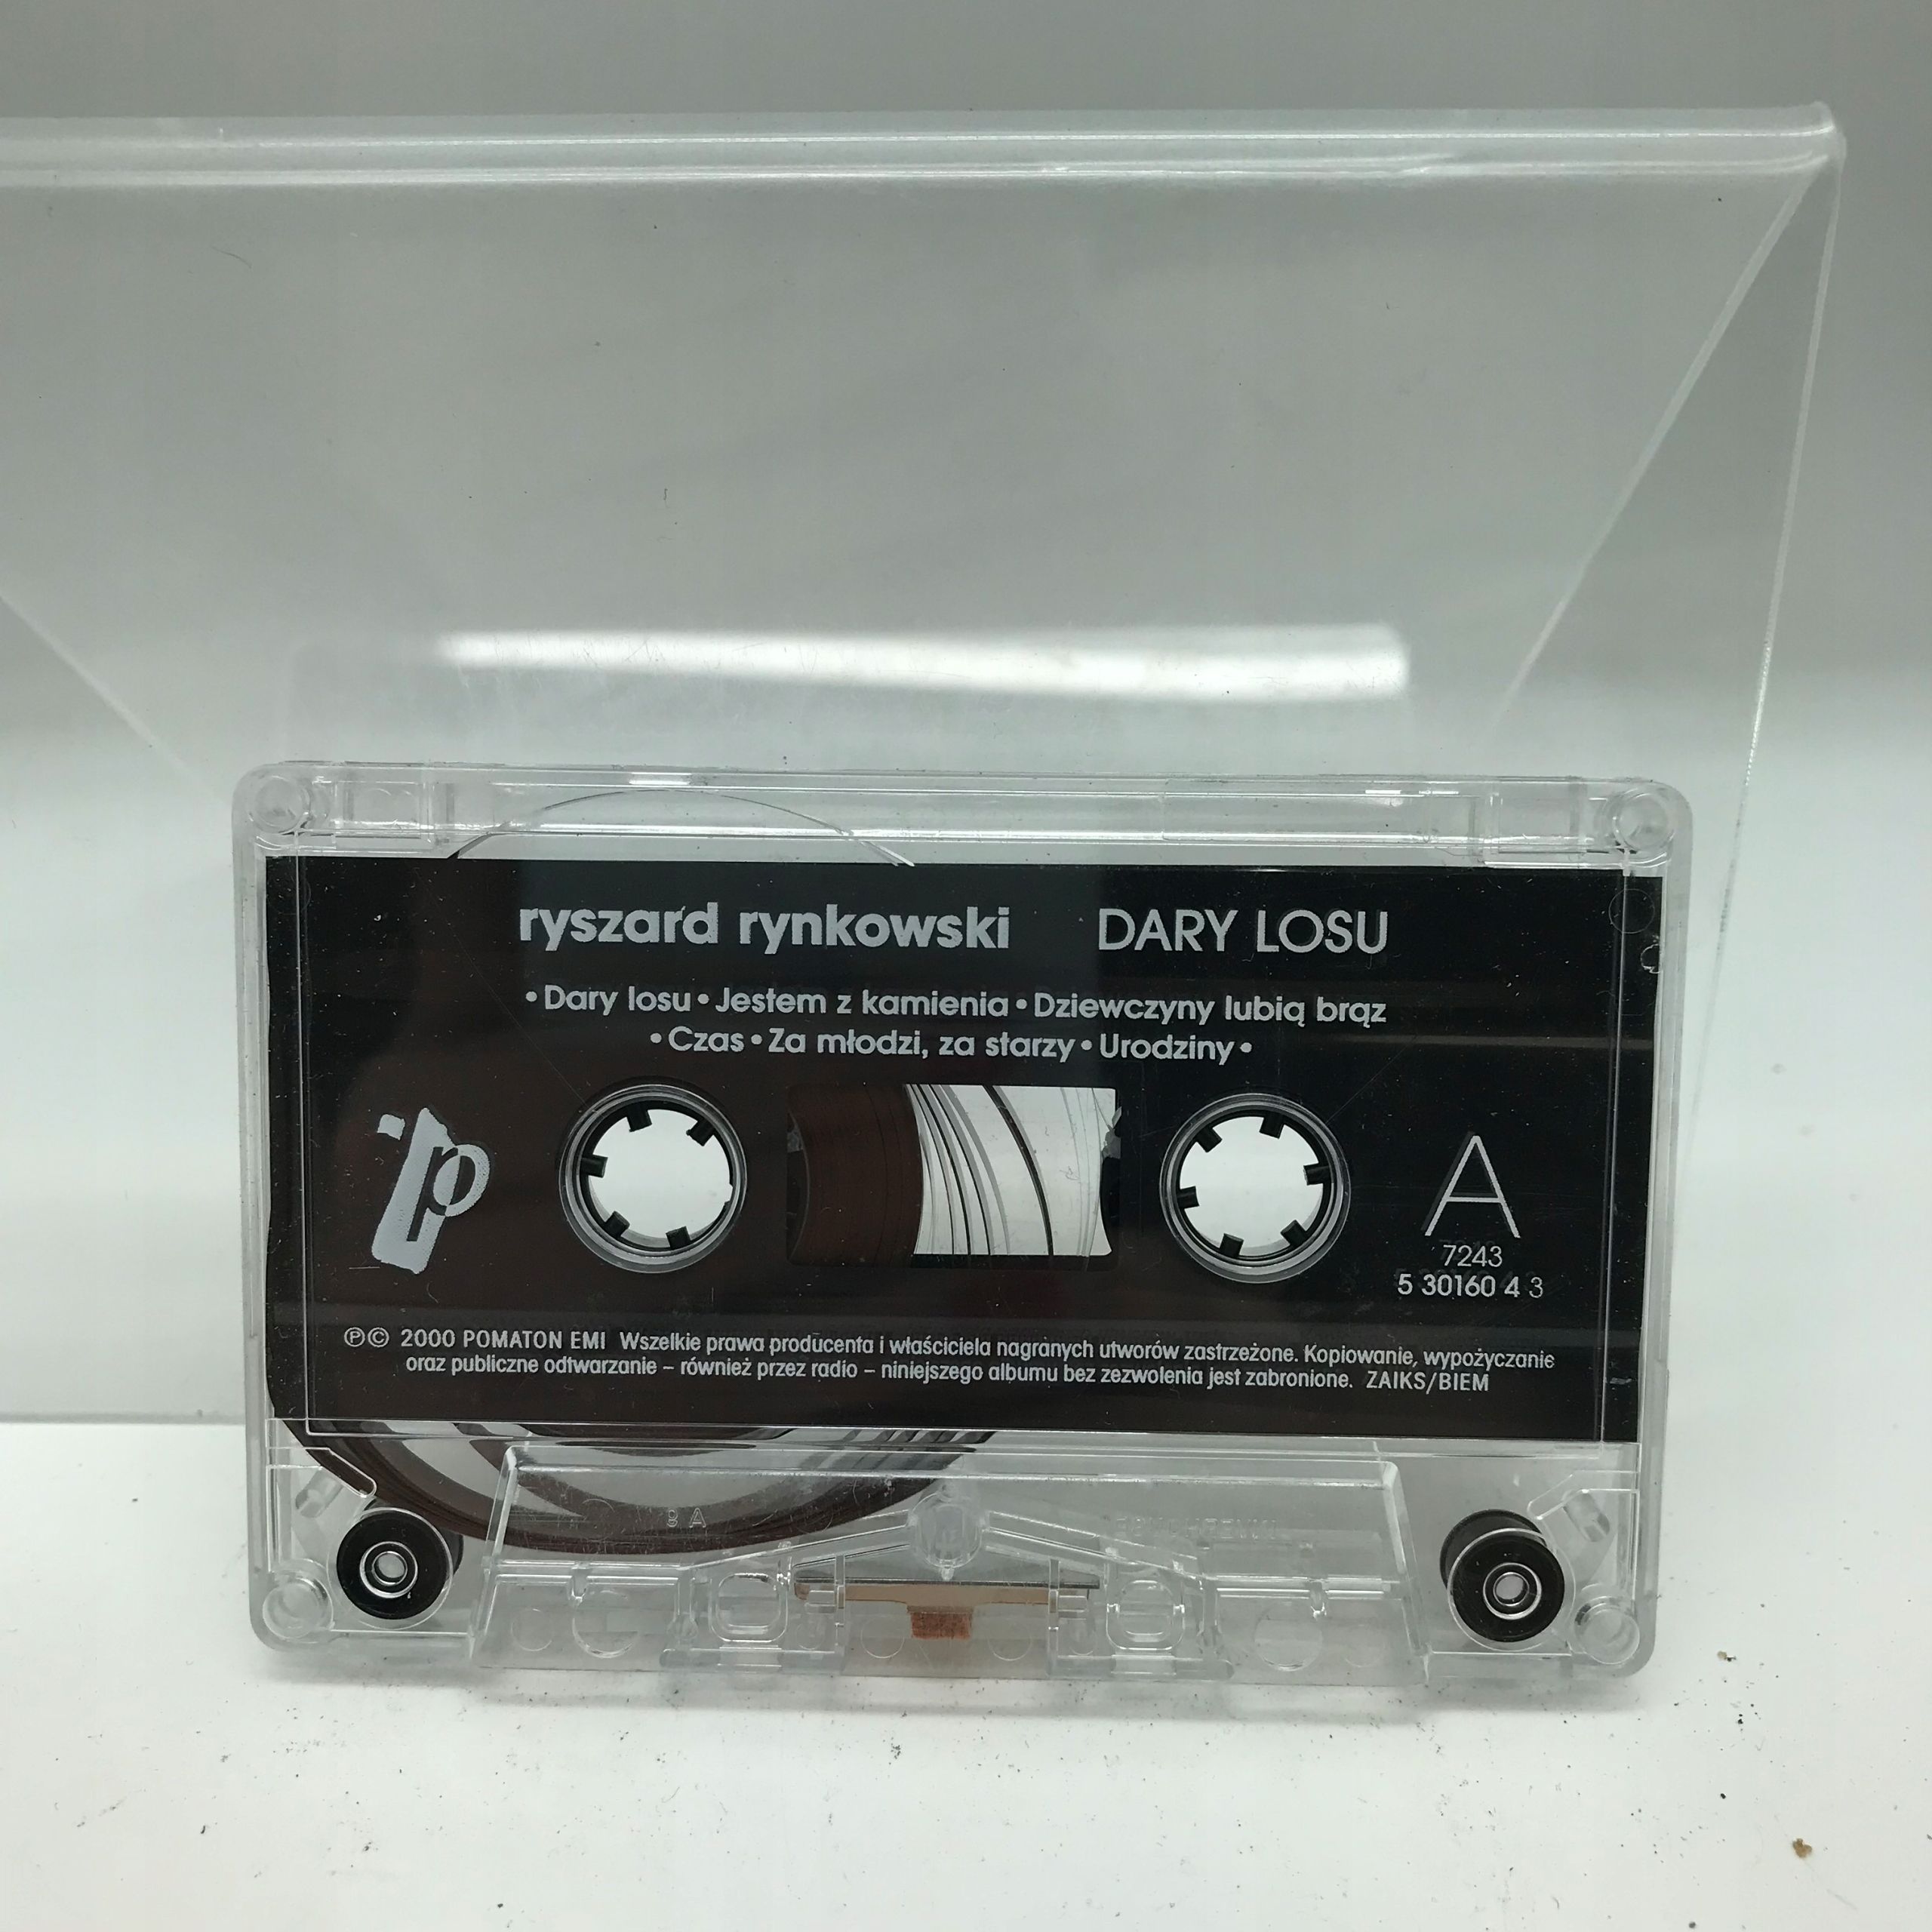 ryszard rynkowski DARY LOSU
•Dary losu•Jestem z kamienia•Dziewczyny lubią brąz
•Czas•Za młodzi, za starzy•Urodziny•
p
A
7243
5 30160 4 3
℗© 2000 POMATON EMI Wszelkie prawa producenta i właściciela nagranych utworów zastrzeżone. Kopiowanie, wypożyczanie
oraz publiczne odtwarzanie – również przez radio – niniejszego albumu bez zezwolenia jest zabronione. ZAIKS/BIEM
8 A